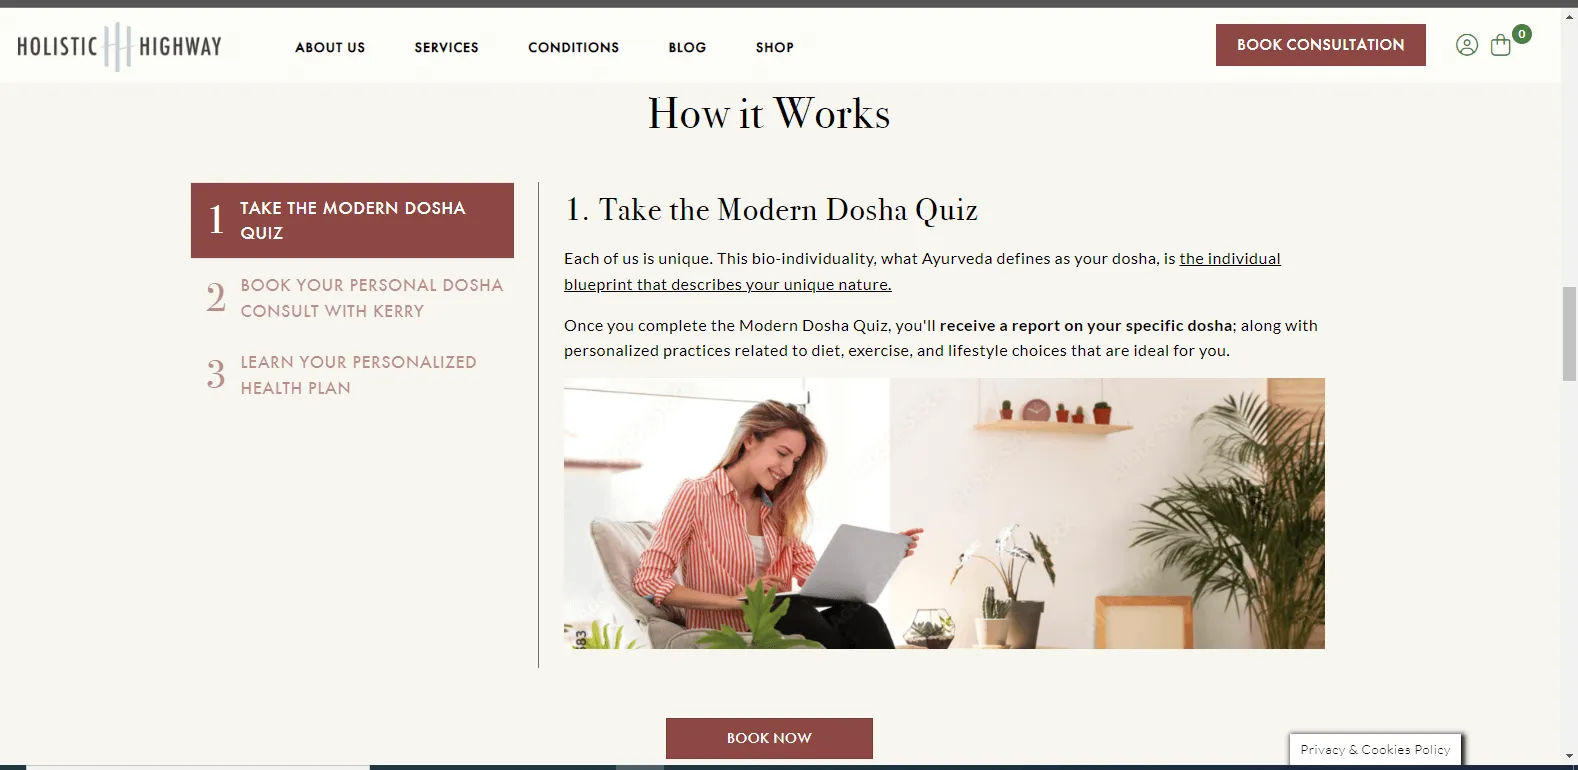 HOLISTIC HIGHWAY
ABOUT US
SERVICES
CONDITIONS
BLOG
SHOP
BOOK CONSULTATION
0
How it Works
1 TAKE THE MODERN DOSHA
QUIZ
2 BOOK YOUR PERSONAL DOSHA
CONSULT WITH KERRY
3 LEARN YOUR PERSONALIZED
HEALTH PLAN
1. Take the Modern Dosha Quiz
Each of us is unique. This bio-individuality, what Ayurveda defines as your dosha, is the individual
blueprint that describes your unique nature.
Once you complete the Modern Dosha Quiz, you'll receive a report on your specific dosha; along with
personalized practices related to diet, exercise, and lifestyle choices that are ideal for you.
BOOK NOW
Privacy & Cookies Policy